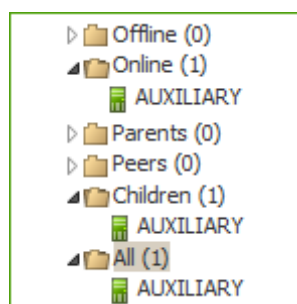 Offline (0)
Online (1)
AUXILIARY
Parents (0)
Peers (0)
Children (1)
AUXILIARY
All (1)
AUXILIARY